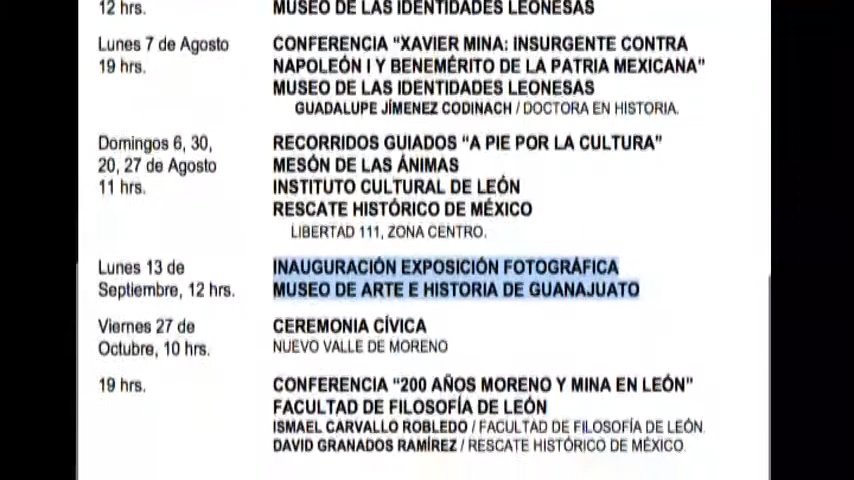 12 hrs. MUSEO DE LAS IDENTIDADES LEONESAS
Lunes 7 de Agosto CONFERENCIA “XAVIER MINA: INSURGENTE CONTRA
19 hrs. NAPOLEÓN I Y BENEMÉRITO DE LA PATRIA MEXICANA”
MUSEO DE LAS IDENTIDADES LEONESAS
GUADALUPE JÍMENEZ CODINACH / DOCTORA EN HISTORIA.
Domingos 6, 30, RECORRIDOS GUIADOS “A PIE POR LA CULTURA”
20, 27 de Agosto MESÓN DE LAS ÁNIMAS
11 hrs. INSTITUTO CULTURAL DE LEÓN
RESCATE HISTÓRICO DE MÉXICO
LIBERTAD 111, ZONA CENTRO.
Lunes 13 de INAUGURACIÓN EXPOSICIÓN FOTOGRÁFICA
Septiembre, 12 hrs. MUSEO DE ARTE E HISTORIA DE GUANAJUATO
Viernes 27 de CEREMONIA CÍVICA
Octubre, 10 hrs. NUEVO VALLE DE MORENO
19 hrs. CONFERENCIA “200 AÑOS MORENO Y MINA EN LEÓN”
FACULTAD DE FILOSOFÍA DE LEÓN
ISMAEL CARVALLO ROBLEDO / FACULTAD DE FILOSOFÍA DE LEÓN.
DAVID GRANADOS RAMÍREZ / RESCATE HISTÓRICO DE MÉXICO.